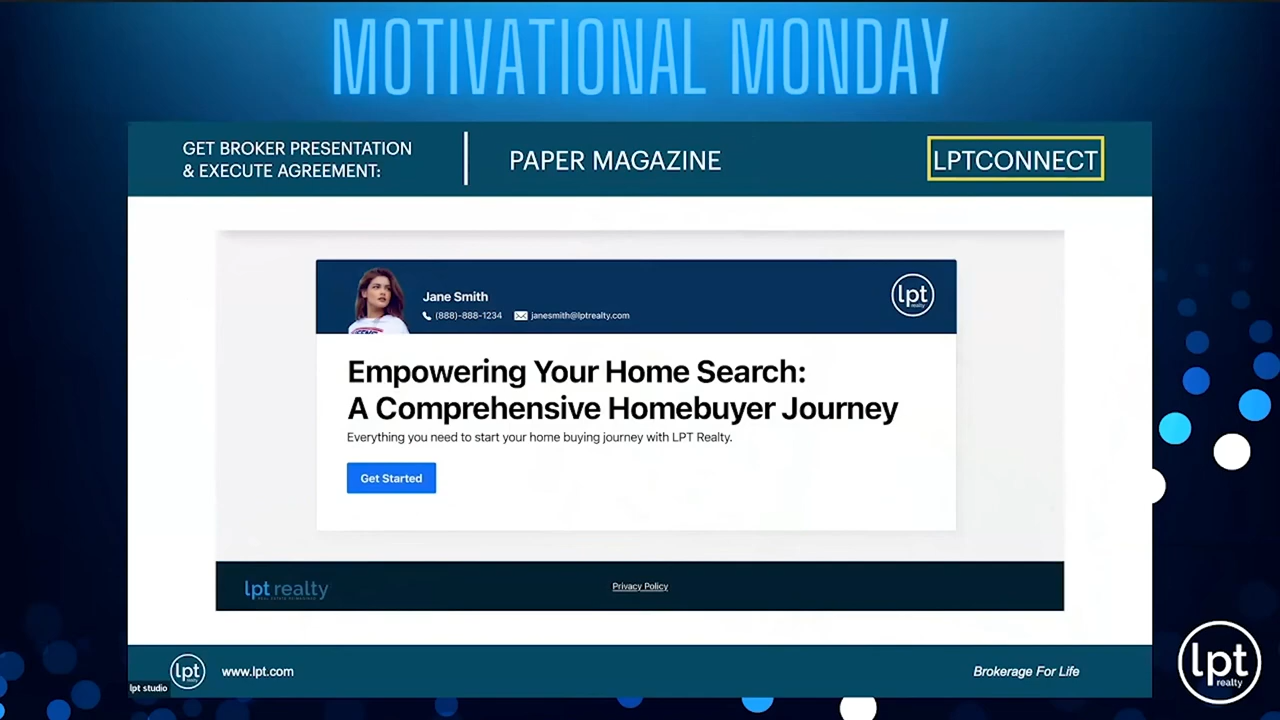 MOTIVATIONAL MONDAY
GET BROKER PRESENTATION
& EXECUTE AGREEMENT:
PAPER MAGAZINE
LPTCONNECT
Jane Smith
(888)-888-1234
janesmith@lptrealty.com
lpt
realty
Empowering Your Home Search:
A Comprehensive Homebuyer Journey
Everything you need to start your home buying journey with LPT Realty.
Get Started
lpt realty
Privacy Policy
lpt
www.lpt.com
Brokerage For Life
lpt studio
lpt
realty